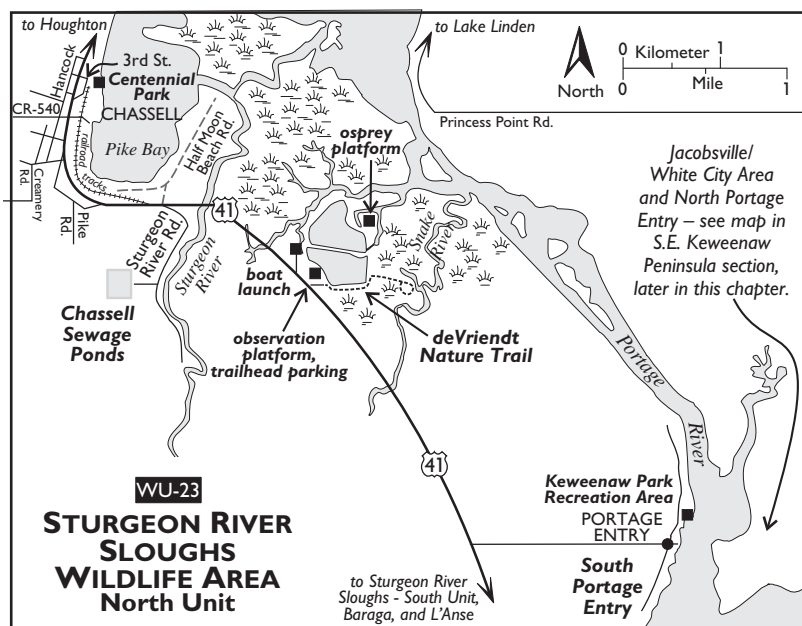 to Houghton
Hancock
3rd St.
Centennial
Park
CHASSELL
CR-540
railroad
tracks
Pike Bay
Half Moon
Beach Rd.
Creamery
Rd.
Pike
Rd.
Sturgeon
River Rd.
Sturgeon
River
Chassell
Sewage
Ponds
41
to Lake Linden
North
0 Kilometer 1
0 Mile 1
Princess Point Rd.
osprey
platform
Snake
River
boat
launch
observation
platform,
trailhead parking
deVriendt
Nature Trail
Jacobsville/
White City Area
and North Portage
Entry – see map in
S.E. Keweenaw
Peninsula section,
later in this chapter.
Portage
River
41
Keweenaw Park
Recreation Area
PORTAGE
ENTRY
South
Portage
Entry
WU-23
STURGEON RIVER
SLOUGHS
WILDLIFE AREA
North Unit
to Sturgeon River
Sloughs - South Unit,
Baraga, and L'Anse